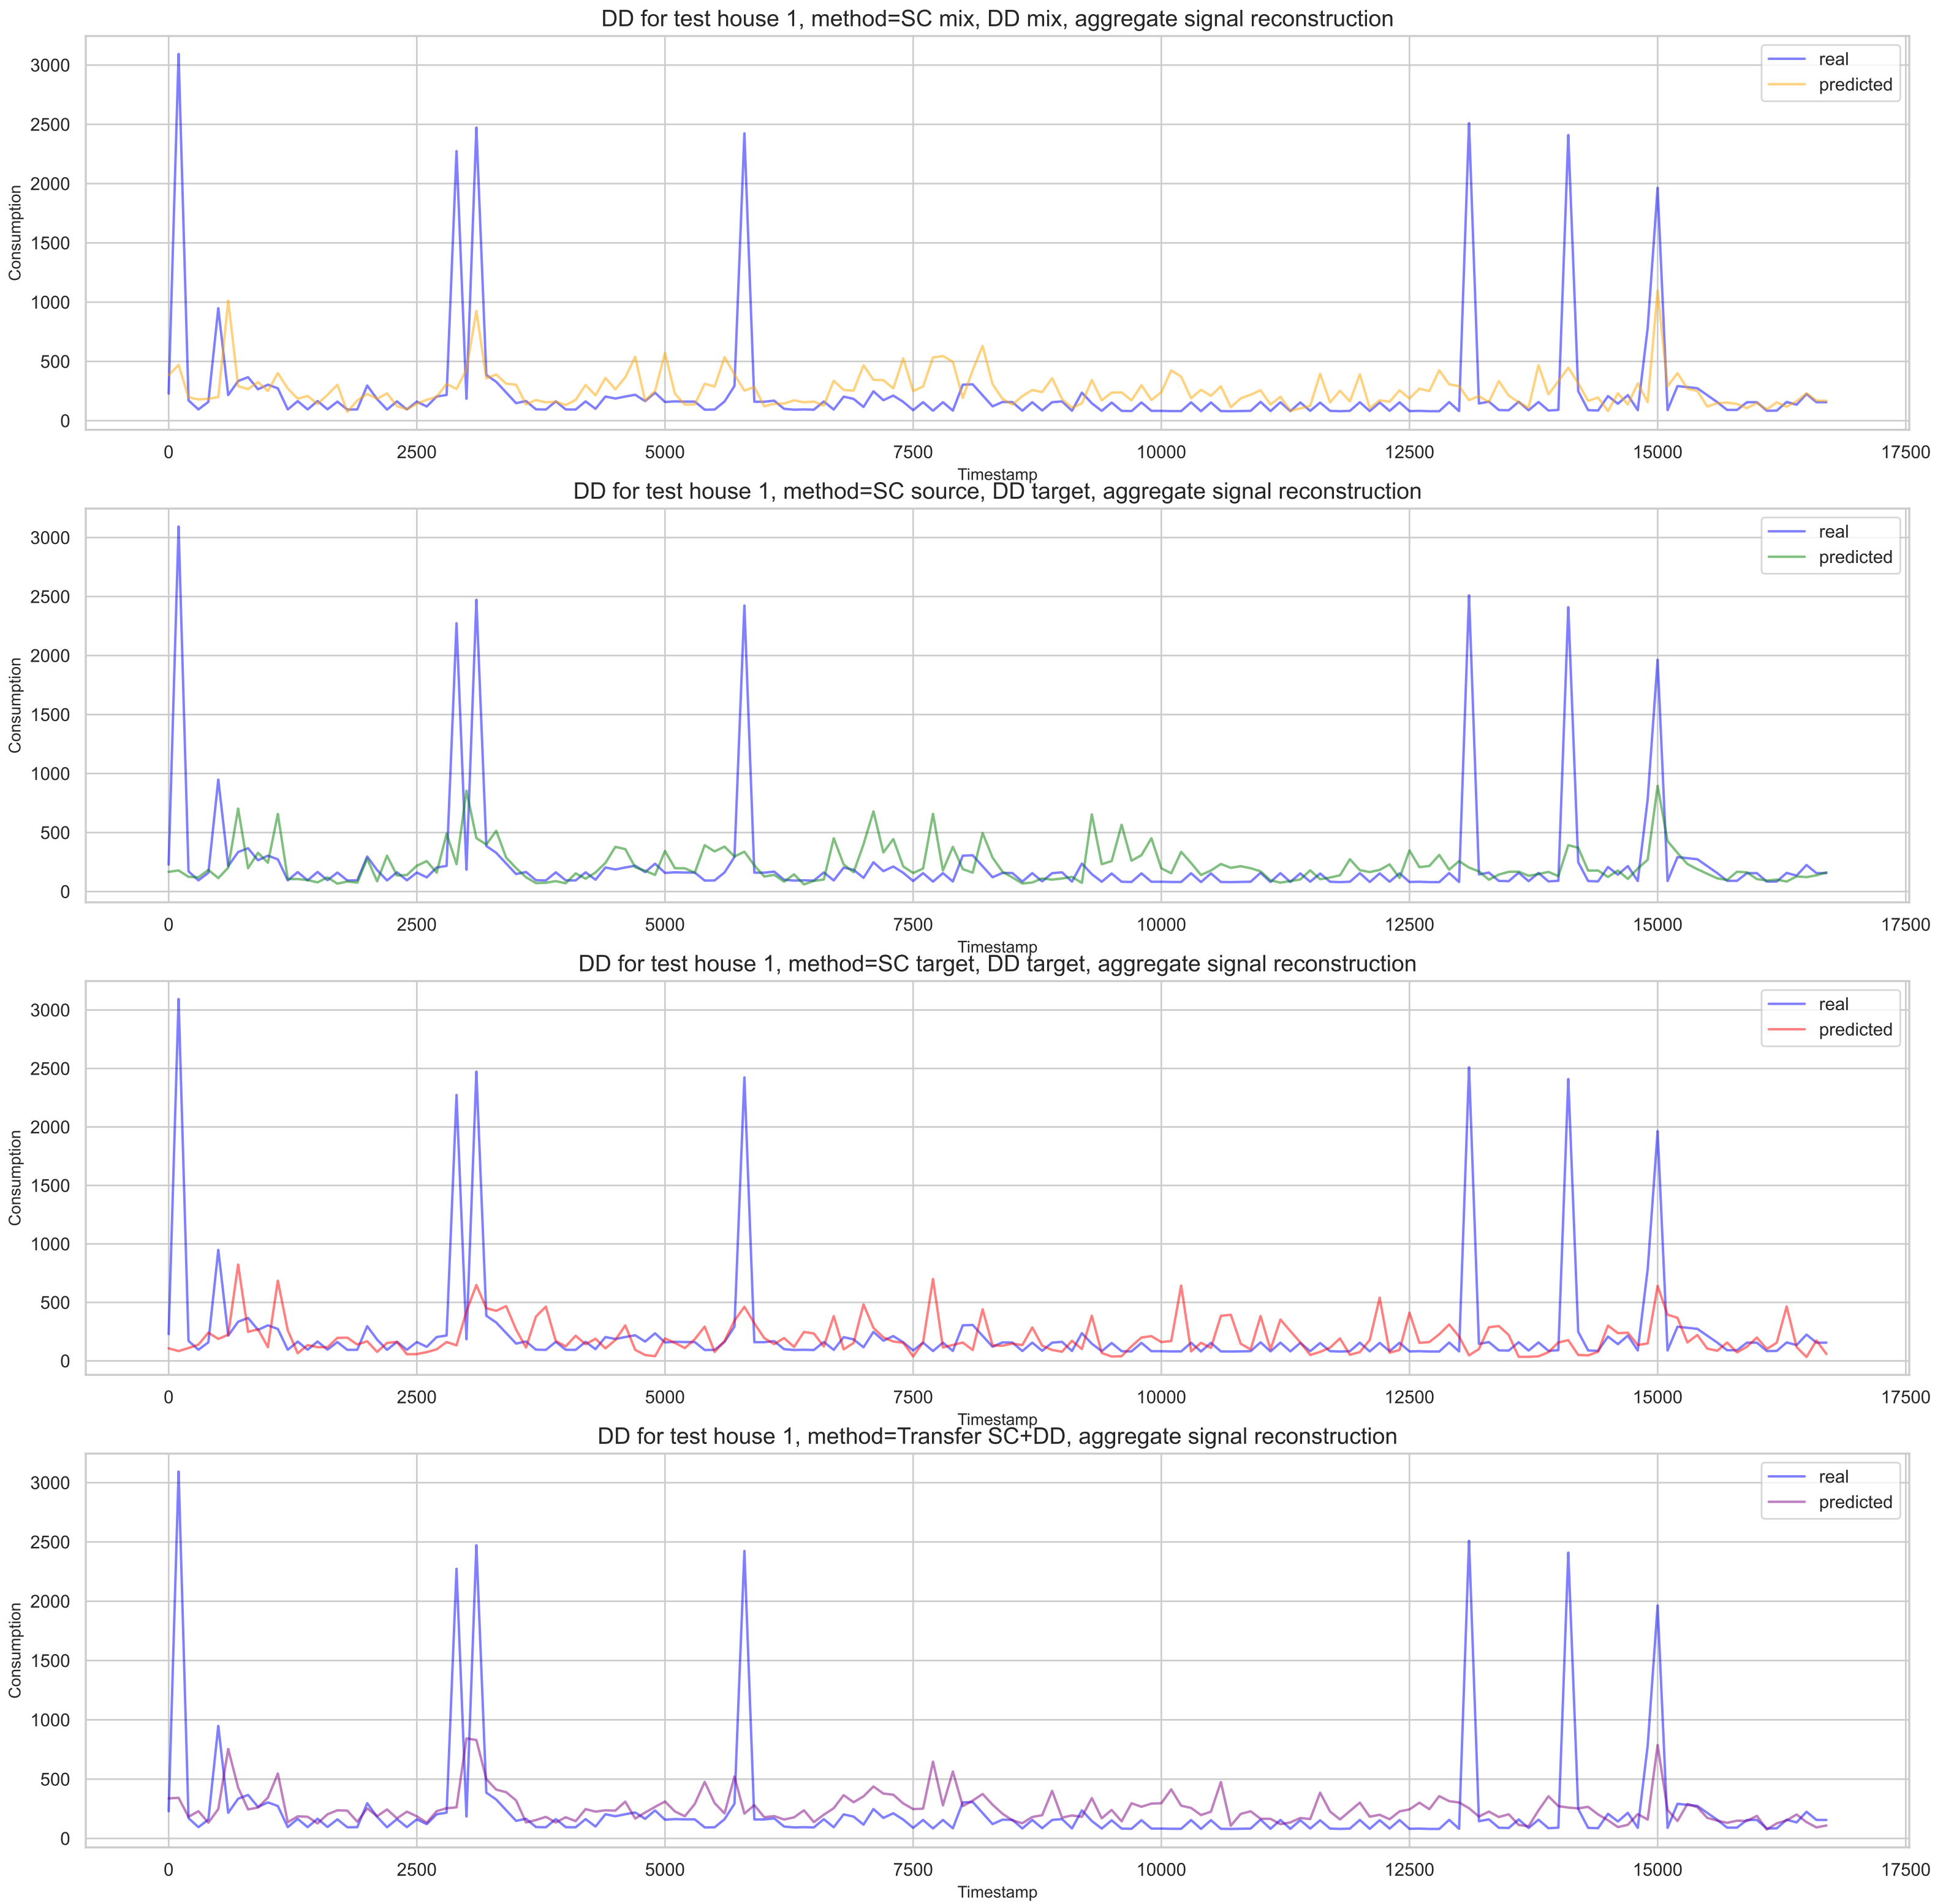 DD for test house 1, method=SC mix, DD mix, aggregate signal reconstruction
3000
2500
2000
1500
1000
500
0
Consumption
real
predicted
0 2500 5000 7500 10000 12500 15000 17500
Timestamp
DD for test house 1, method=SC source, DD target, aggregate signal reconstruction
3000
2500
2000
1500
1000
500
0
Consumption
real
predicted
0 2500 5000 7500 10000 12500 15000 17500
Timestamp
DD for test house 1, method=SC target, DD target, aggregate signal reconstruction
3000
2500
2000
1500
1000
500
0
Consumption
real
predicted
0 2500 5000 7500 10000 12500 15000 17500
Timestamp
DD for test house 1, method=Transfer SC+DD, aggregate signal reconstruction
3000
2500
2000
1500
1000
500
0
Consumption
real
predicted
0 2500 5000 7500 10000 12500 15000 17500
Timestamp